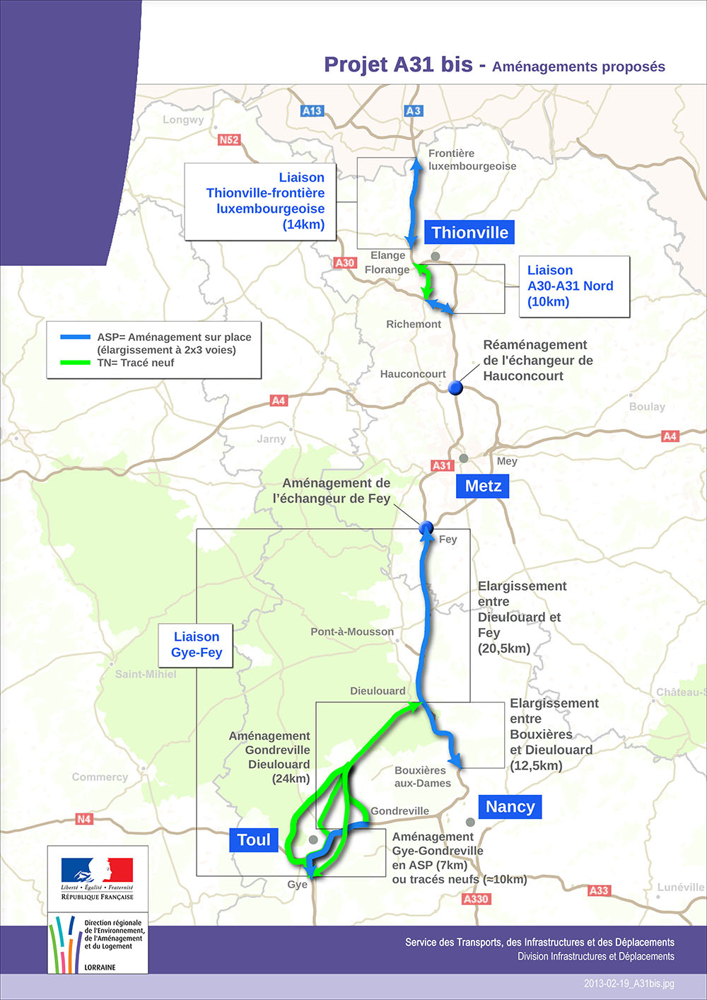 Projet A31 bis - Aménagements proposés
A13
A3
Longwy
N52
Frontière
luxembourgeoise
Liaison
Thionville-frontière
luxembourgeoise
(14km)
Thionville
Elange
Florange
A30
Liaison
A30-A31 Nord
(10km)
Richemont
ASP= Aménagement sur place
(élargissement à 2x3 voies)
TN= Tracé neuf
Réaménagement
de l'échangeur de
Hauconcourt
Hauconcourt
A4
Boulay
Jarny
A4
Mey
A31
Metz
Aménagement de
l’échangeur de Fey
Fey
Elargissement
entre
Dieulouard et
Fey
(20,5km)
Pont-à-Mousson
Liaison
Gye-Fey
Saint-Mihiel
Dieulouard
Château-S
Elargissement
entre
Bouxières
et Dieulouard
(12,5km)
Aménagement
Gondreville
Dieulouard
(24km)
Bouxières
aux-Dames
Commercy
Nancy
Gondreville
N4
Toul
Aménagement
Gye-Gondreville
en ASP (7km)
ou tracés neufs (≈10km)
Gye
A330
A33
Lunéville
Liberté • Égalité • Fraternité
RÉPUBLIQUE FRANÇAISE
Direction régionale
de l'Environnement,
de l'Aménagement
et du Logement
LORRAINE
Service des Transports, des Infrastructures et des Déplacements
Division Infrastructures et Déplacements
2013-02-19_A31bis.jpg